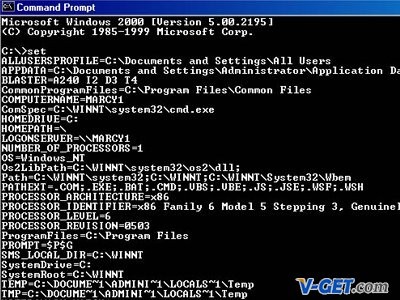 Command Prompt
Microsoft Windows 2000 [Version 5.00.2195]
(C) Copyright 1985-1999 Microsoft Corp.
C:\>set
ALLUSERSPROFILE=C:\Documents and Settings\All Users
APPDATA=C:\Documents and Settings\Administrator\Application Da
BLASTER=A240 I2 D3 T4
CommonProgramFiles=C:\Program Files\Common Files
COMPUTERNAME=MARCY1
ComSpec=C:\WINNT\system32\cmd.exe
HOMEDRIVE=C:
HOMEPATH=\
LOGONSERVER=\\MARCY1
NUMBER_OF_PROCESSORS=1
OS=Windows_NT
Os2LibPath=C:\WINNT\system32\os2\dll;
Path=C:\WINNT\system32;C:\WINNT;C:\WINNT\System32\Wbem
PATHEXT=.COM;.EXE;.BAT;.CMD;.VBS;.VBE;.JS;.JSE;.WSF;.WSH
PROCESSOR_ARCHITECTURE=x86
PROCESSOR_IDENTIFIER=x86 Family 6 Model 5 Stepping 3, Genuine
PROCESSOR_LEVEL=6
PROCESSOR_REVISION=0503
ProgramFiles=C:\Program Files
PROMPT=$P$G
SMS_LOCAL_DIR=C:\WINNT
SystemDrive=C:
SystemRoot=C:\WINNT
TEMP=C:\DOCUME~1\ADMINI~1\LOCALS~1\Temp
TMP=C:\DOCUME~1\ADMINI~1\LOCALS~1\Temp
V-GET.com